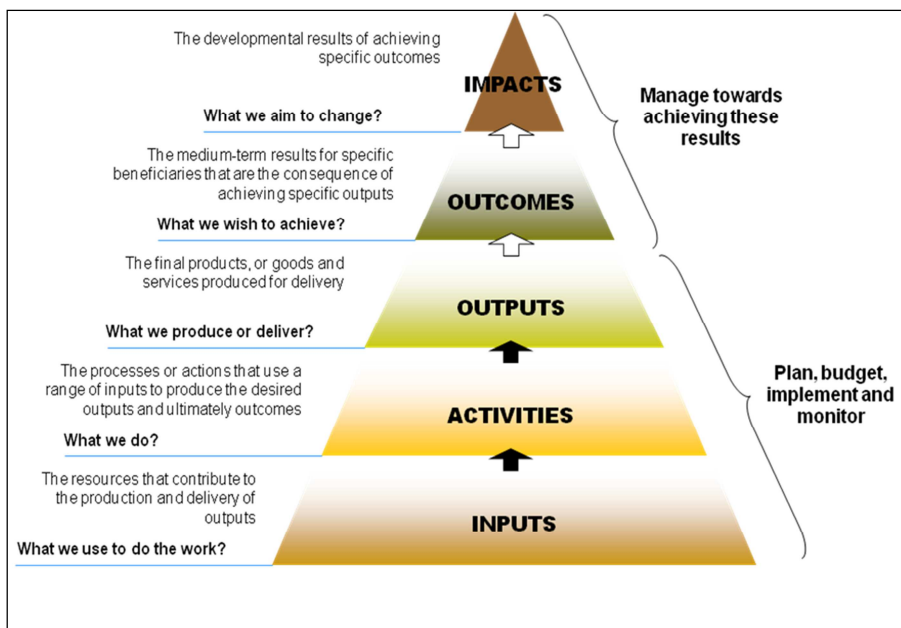 The developmental results of achieving
specific outcomes
IMPACTS
What we aim to change?
Manage towards
achieving these
results
The medium-term results for specific
beneficiaries that are the consequence of
achieving specific outputs
OUTCOMES
What we wish to achieve?
The final products, or goods and
services produced for delivery
OUTPUTS
What we produce or deliver?
The processes or actions that use a
range of inputs to produce the desired
outputs and ultimately outcomes
ACTIVITIES
What we do?
Plan, budget,
implement and
monitor
The resources that contribute to
the production and delivery of
outputs
INPUTS
What we use to do the work?